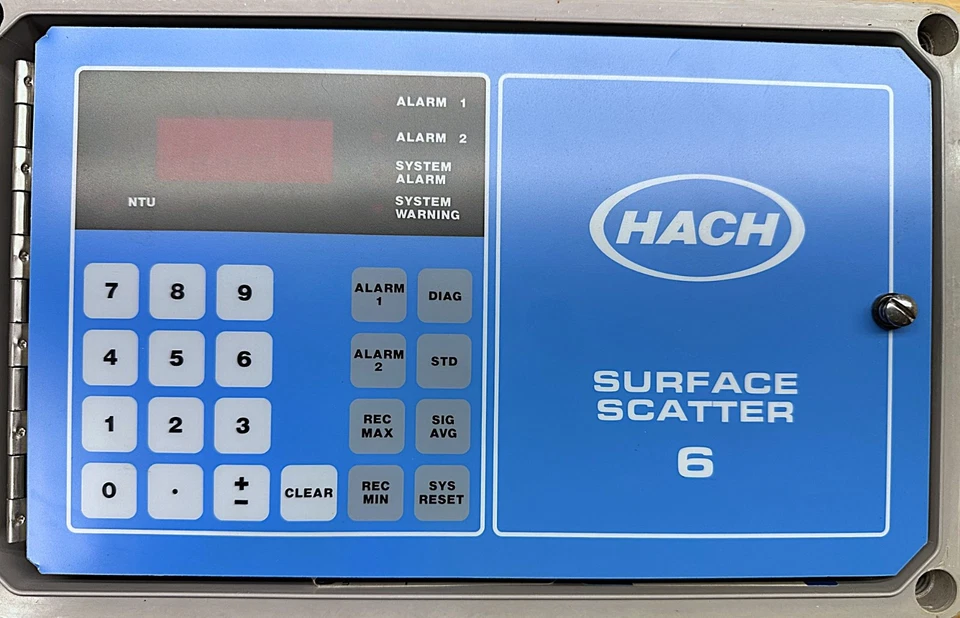 ALARM 1
ALARM 2
SYSTEM
ALARM
SYSTEM
WARNING
NTU
7 8 9
ALARM
1
DIAG
4 5 6
ALARM
2
STD
1 2 3
REC
MAX
SIG
AVG
0 . ±
CLEAR
REC
MIN
SYS
RESET
HACH
SURFACE
SCATTER
6